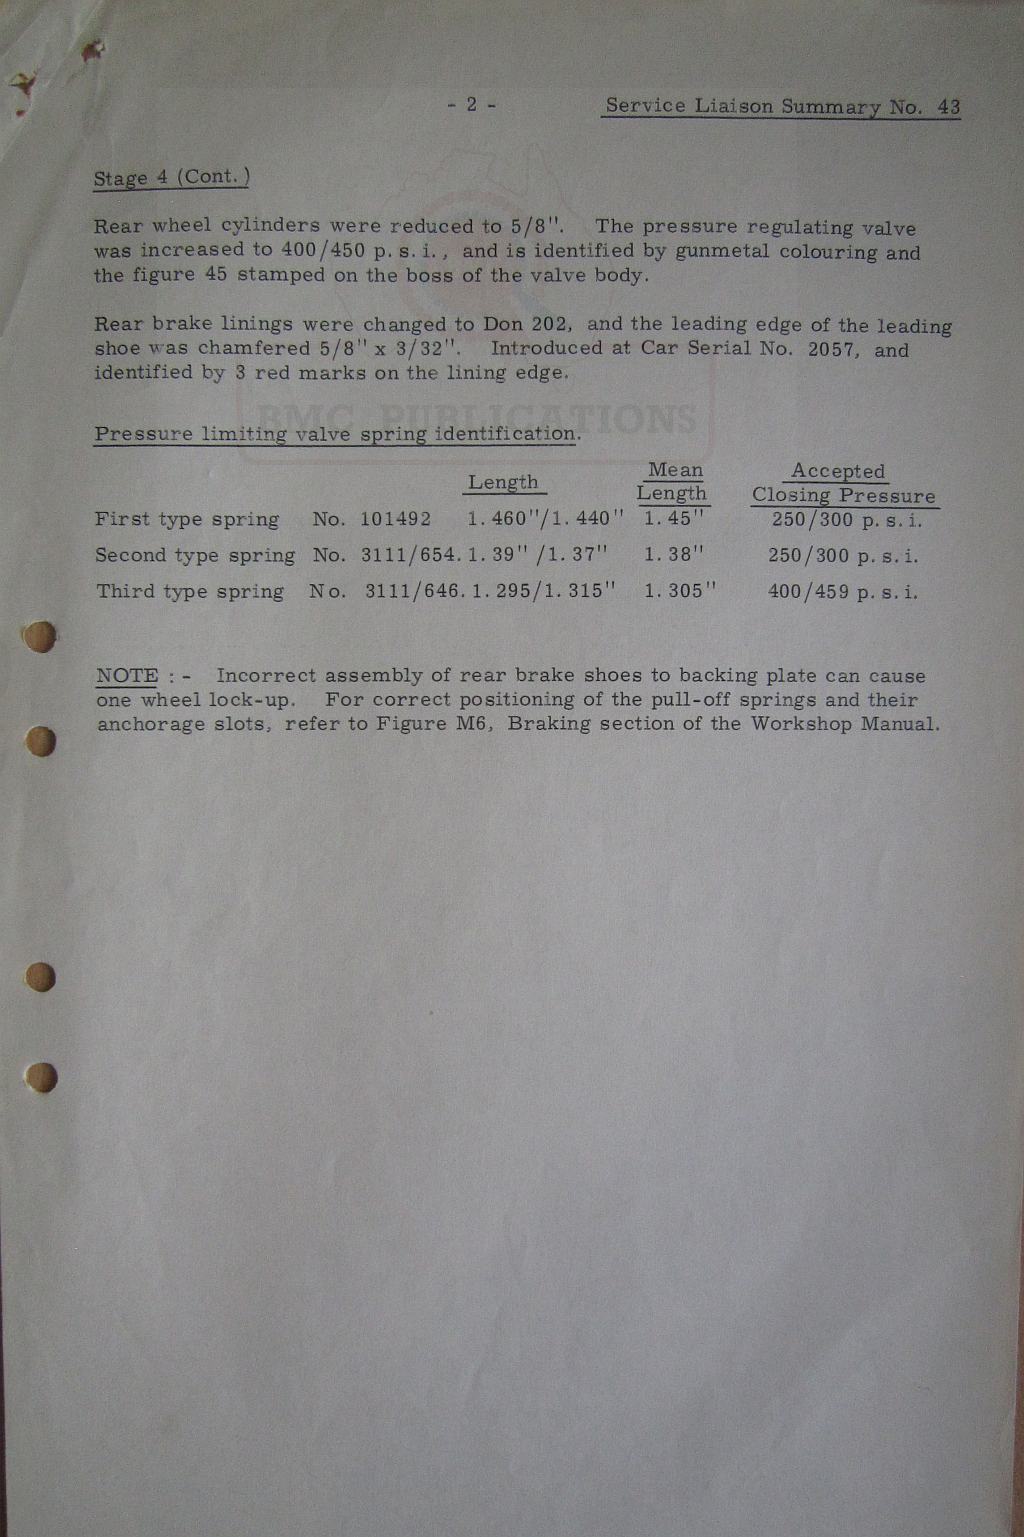 - 2 -
Service Liaison Summary No. 43
Stage 4 (Cont.)
Rear wheel cylinders were reduced to 5/8". The pressure regulating valve
was increased to 400/450 p.s.i., and is identified by gunmetal colouring and
the figure 45 stamped on the boss of the valve body.
Rear brake linings were changed to Don 202, and the leading edge of the leading
shoe was chamfered 5/8" x 3/32". Introduced at Car Serial No. 2057, and
identified by 3 red marks on the lining edge.
BMC PUBLICATIONS
Pressure limiting valve spring identification.
Length Mean Length Accepted Closing Pressure
First type spring No. 101492 1.460"/1.440" 1.45" 250/300 p.s.i.
Second type spring No. 3111/654. 1.39" /1.37" 1.38" 250/300 p.s.i.
Third type spring No. 3111/646. 1.295/1.315" 1.305" 400/459 p.s.i.
NOTE :- Incorrect assembly of rear brake shoes to backing plate can cause
one wheel lock-up. For correct positioning of the pull-off springs and their
anchorage slots, refer to Figure M6, Braking section of the Workshop Manual.